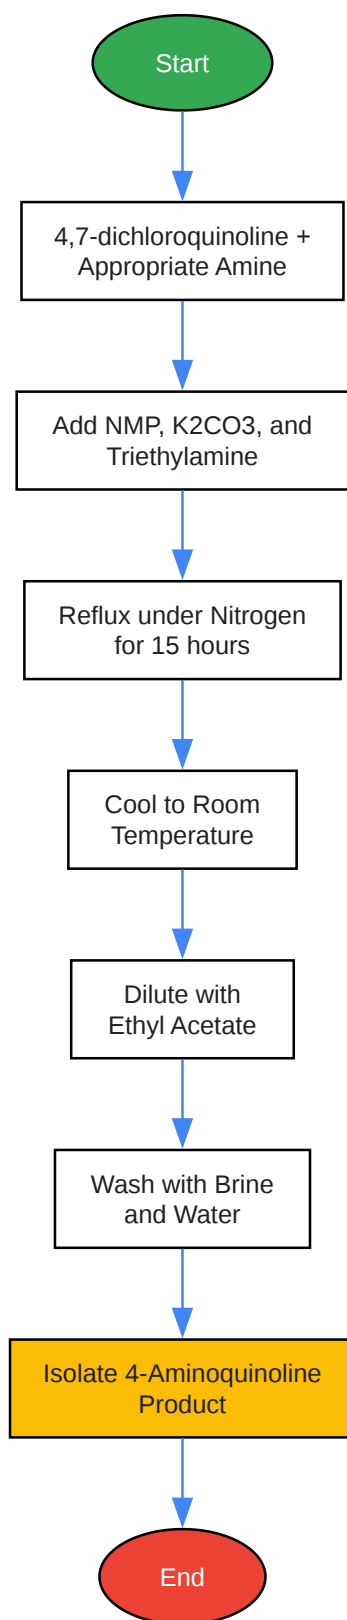 Start
4,7-dichloroquinoline +
Appropriate Amine
Add NMP, K2CO3, and
Triethylamine
Reflux under Nitrogen
for 15 hours
Cool to Room
Temperature
Dilute with
Ethyl Acetate
Wash with Brine
and Water
Isolate 4-Aminoquinoline
Product
End